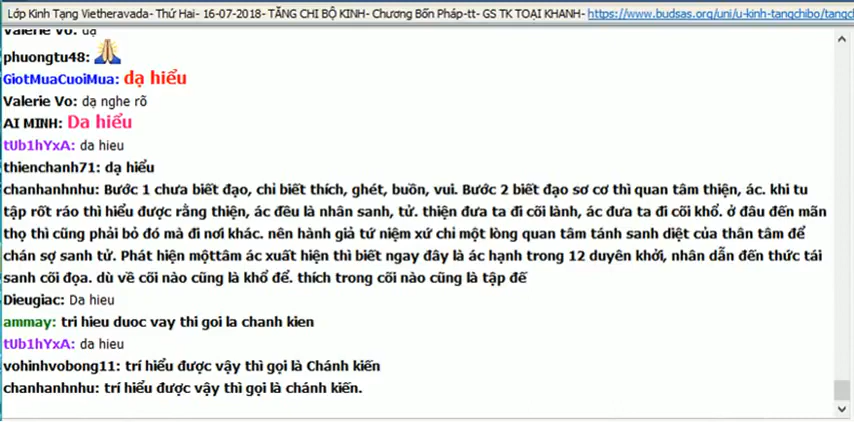 Lớp Kinh Tạng Vietheravada- Thứ Hai- 16-07-2018- TĂNG CHI BỘ KINH- Chương Bốn Pháp-tt- GS TK TOẠI KHANH- https://www.budsas.org/uni/u-kinh-tangchibo/tangc
Valerie Vo: dạ
phuongtu48:
GiotMuaCuoiMua: dạ hiểu
Valerie Vo: dạ nghe rõ
AI MINH: Da hiểu
tUb1hYxA: da hieu
thienchanh71: dạ hiểu
chanhanhnhu: Bước 1 chưa biết đạo, chỉ biết thích, ghét, buồn, vui. Bước 2 biết đạo sơ cơ thì quan tâm thiện, ác. khi tu
tập rốt ráo thì hiểu được rằng thiện, ác đều là nhân sanh, tử. thiện đưa ta đi cõi lành, ác đưa ta đi cõi khổ. ở đâu đến mãn
thọ thì cũng phải bỏ đó mà đi nơi khác. nên hành giả tứ niệm xứ chỉ một lòng quan tâm tánh sanh diệt của thân tâm để
chán sợ sanh tử. Phát hiện mộttâm ác xuất hiện thì biết ngay đây là ác hạnh trong 12 duyên khởi, nhân dẫn đến thức tái
sanh cõi đọa. dù về cõi nào cũng là khổ đế. thích trong cõi nào cũng là tập đế
Dieugiac: Da hieu
ammay: tri hieu duoc vay thi goi la chanh kien
tUb1hYxA: da hieu
vohinhvobong11: trí hiểu được vậy thì gọi là Chánh kiến
chanhanhnhu: trí hiểu được vậy thì gọi là chánh kiến.